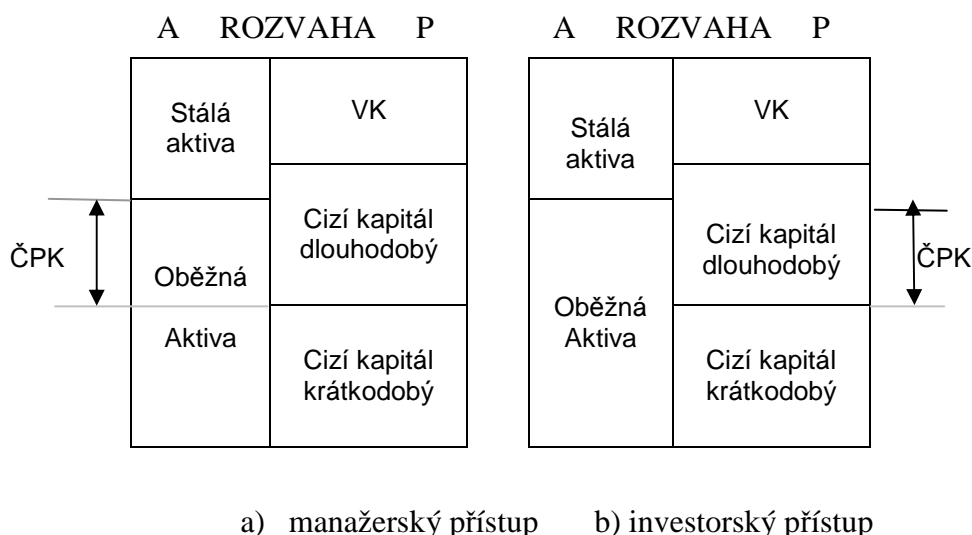 A ROZVAHA P
Stálá
aktiva
VK
Cizí kapitál
dlouhodobý
ČPK
Oběžná
Aktiva
Cizí kapitál
krátkodobý
A ROZVAHA P
Stálá
aktiva
VK
Cizí kapitál
dlouhodobý
ČPK
Oběžná
Aktiva
Cizí kapitál
krátkodobý
a) manažerský přístup
b) investorský přístup